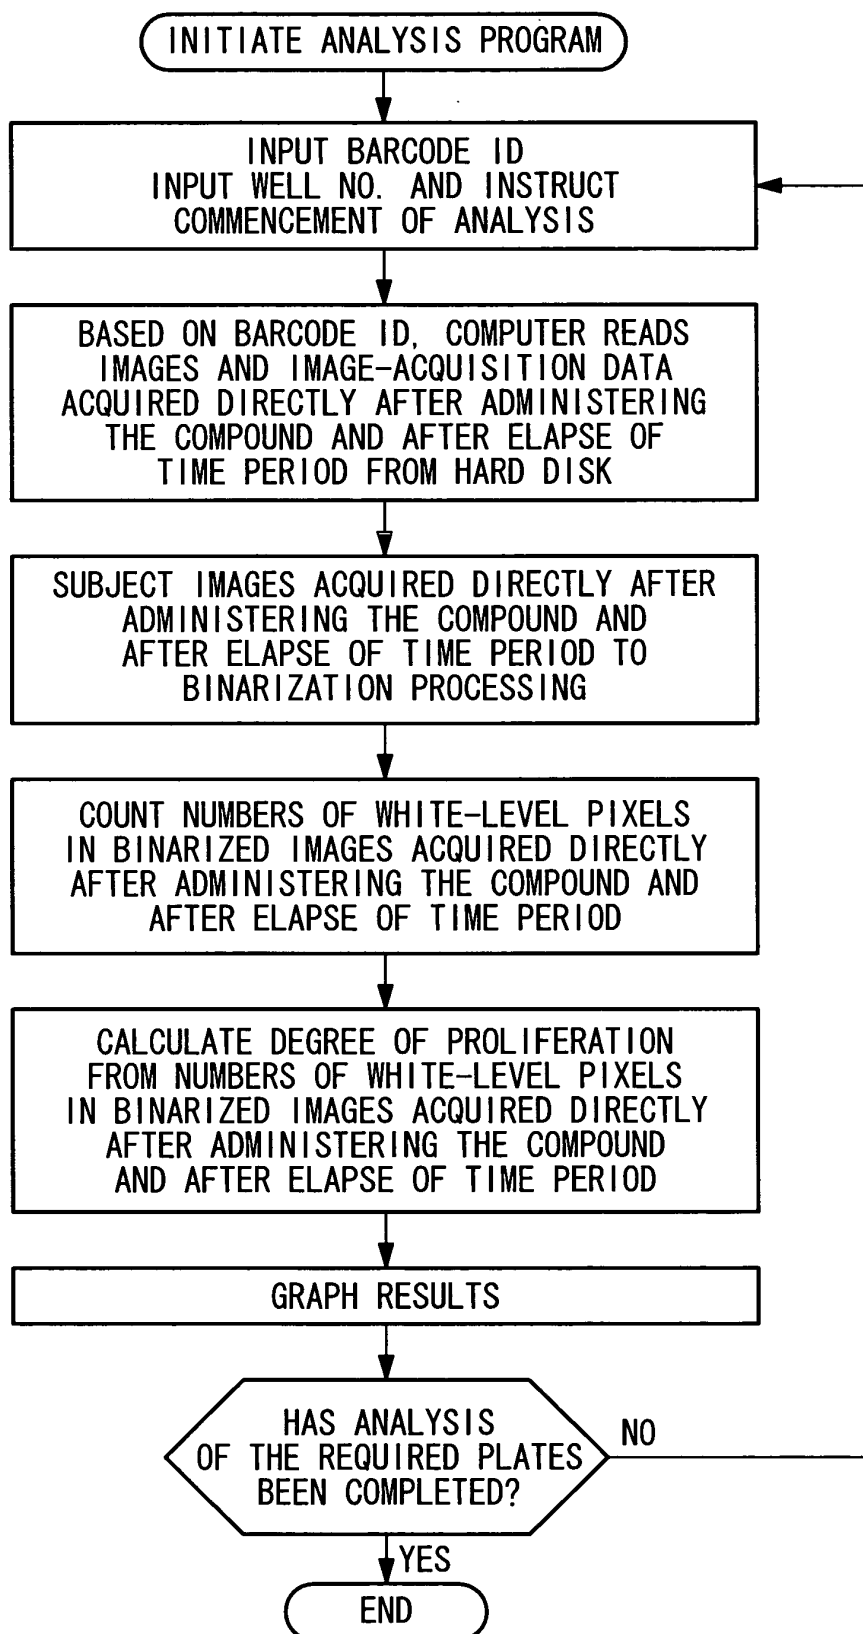 INITIATE ANALYSIS PROGRAM
INPUT BARCODE ID
INPUT WELL NO. AND INSTRUCT
COMMENCEMENT OF ANALYSIS
BASED ON BARCODE ID, COMPUTER READS
IMAGES AND IMAGE-ACQUISITION DATA
ACQUIRED DIRECTLY AFTER ADMINISTERING
THE COMPOUND AND AFTER ELAPSE OF
TIME PERIOD FROM HARD DISK
SUBJECT IMAGES ACQUIRED DIRECTLY AFTER
ADMINISTERING THE COMPOUND AND
AFTER ELAPSE OF TIME PERIOD TO
BINARIZATION PROCESSING
COUNT NUMBERS OF WHITE-LEVEL PIXELS
IN BINARIZED IMAGES ACQUIRED DIRECTLY
AFTER ADMINISTERING THE COMPOUND AND
AFTER ELAPSE OF TIME PERIOD
CALCULATE DEGREE OF PROLIFERATION
FROM NUMBERS OF WHITE-LEVEL PIXELS
IN BINARIZED IMAGES ACQUIRED DIRECTLY
AFTER ADMINISTERING THE COMPOUND
AND AFTER ELAPSE OF TIME PERIOD
GRAPH RESULTS
HAS ANALYSIS
OF THE REQUIRED PLATES
BEEN COMPLETED?
NO
YES
END